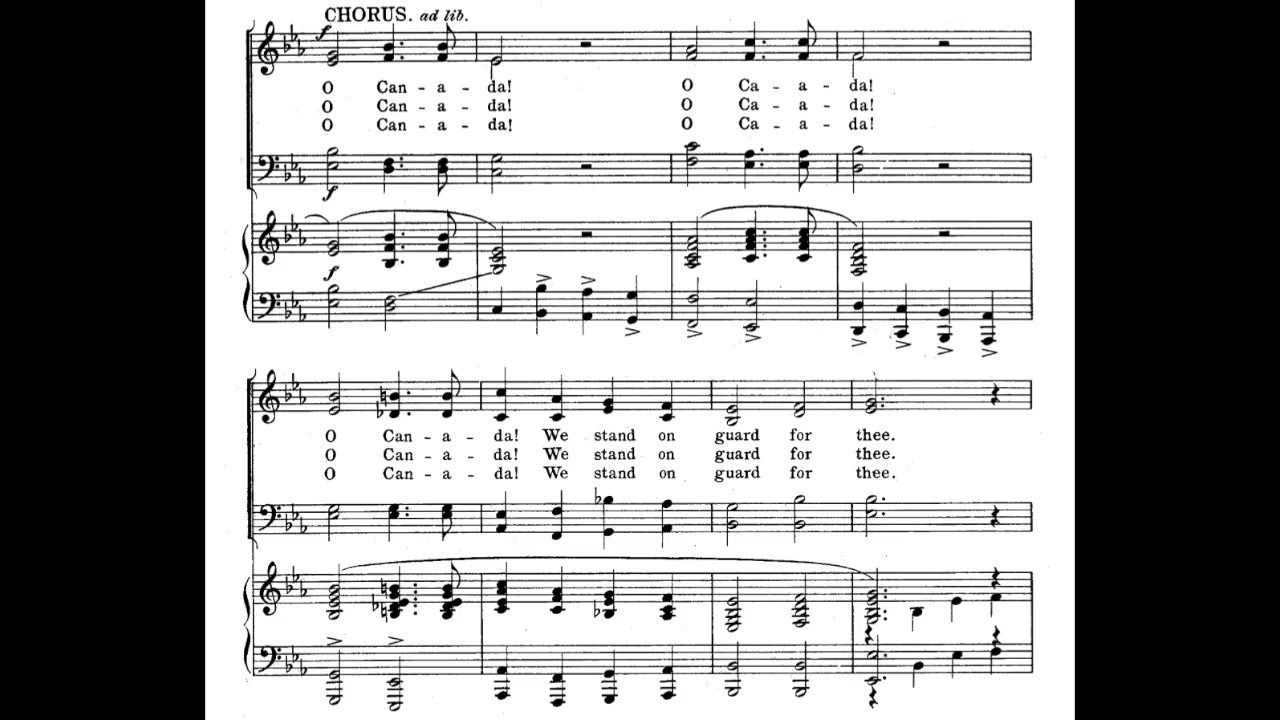 CHORUS. ad lib.
f
O Can - a - da! O Ca - a - da!
O Can - a - da! O Ca - a - da!
O Can - a - da! O Ca - a - da!
f
f
O Can - a - da! We stand on guard for thee.
O Can - a - da! We stand on guard for thee.
O Can - a - da! We stand on guard for thee.